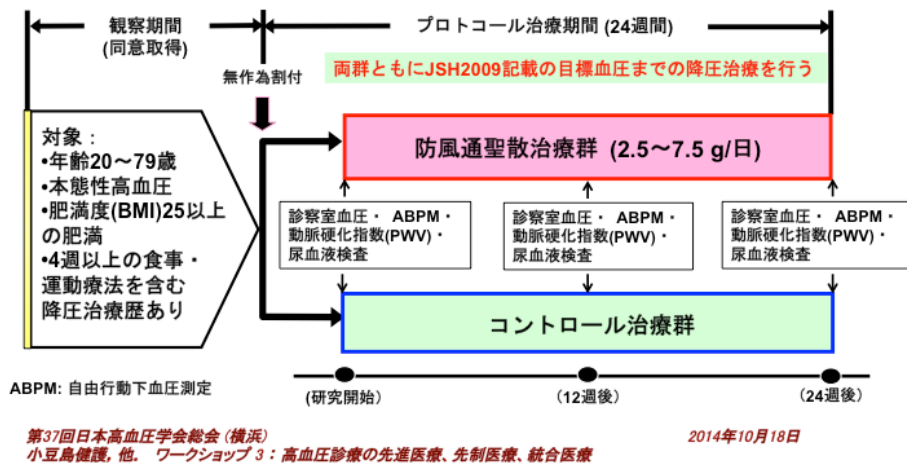 観察期間
(同意取得)
プロトコール治療期間 (24週間)
無作為割付
両群ともにJSH2009記載の目標血圧までの降圧治療を行う
対象：
•年齢20〜79歳
•本態性高血圧
•肥満度(BMI)25以上
の肥満
•4週以上の食事・
運動療法を含む
降圧治療歴あり
防風通聖散治療群 (2.5〜7.5 g/日)
診察室血圧・ ABPM・
動脈硬化指数(PWV)・
尿血液検査
診察室血圧・ ABPM・
動脈硬化指数(PWV)・
尿血液検査
診察室血圧・ ABPM・
動脈硬化指数(PWV)・
尿血液検査
コントロール治療群
ABPM: 自由行動下血圧測定
(研究開始)
(12週後)
(24週後)
第37回日本高血圧学会総会 (横浜)
2014年10月18日
小豆島健護, 他. ワークショップ 3： 高血圧診療の先進医療、先制医療、統合医療